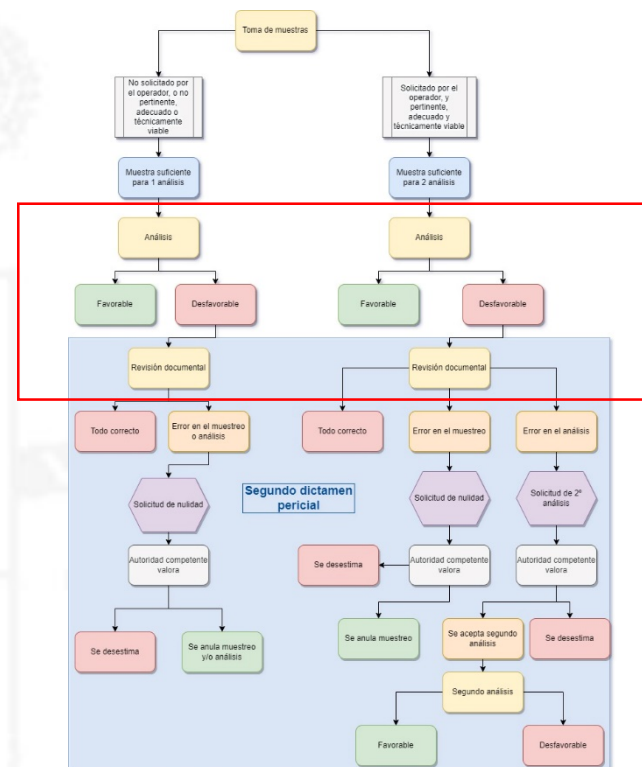 Toma de muestras
No solicitado por
el operador, o no
pertinente,
adecuado o
técnicamente
viable
Solicitado por el
operador, y
pertinente,
adecuado y
técnicamente viable
Muestra suficiente
para 1 análisis
Muestra suficiente
para 2 análisis
Análisis
Análisis
Favorable
Desfavorable
Favorable
Desfavorable
Revisión documental
Revisión documental
Todo correcto
Error en el muestreo
o análisis
Todo correcto
Error en el muestreo
Error en el análisis
Solicitud de nulidad
Segundo dictamen
pericial
Solicitud de nulidad
Solicitud de 2º
análisis
Autoridad competente
valora
Se desestima
Autoridad competente
valora
Autoridad competente
valora
Se desestima
Se anula muestreo
y/o análisis
Se anula muestreo
Se acepta segundo
análisis
Se desestima
Segundo análisis
Favorable
Desfavorable